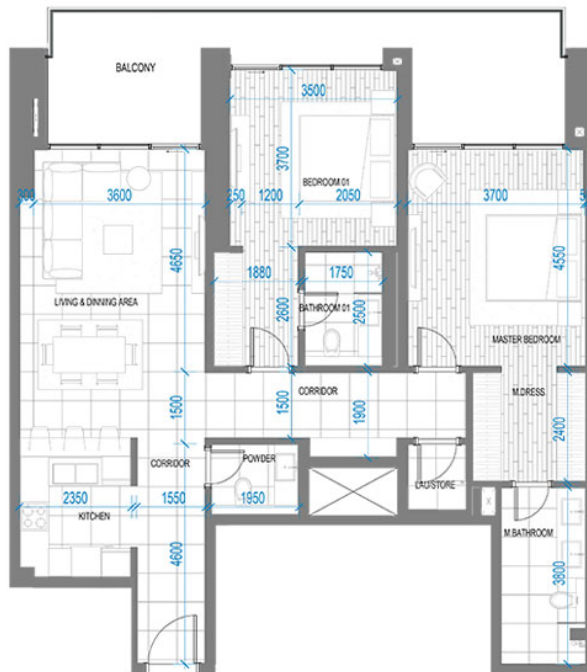 BALCONY
3500
3700
BEDROOM 01
300
3600
250
1200
2050
3700
4650
4550
1880
1750
LIVING & DINNING AREA
2600
BATHROOM 01
2500
MASTER BEDROOM
CORRIDOR
M.DRESS
1500
1500
1900
2400
CORRIDOR
POWDER
LAU/STORE
2350
1550
1950
KITCHEN
M.BATHROOM
4600
3800